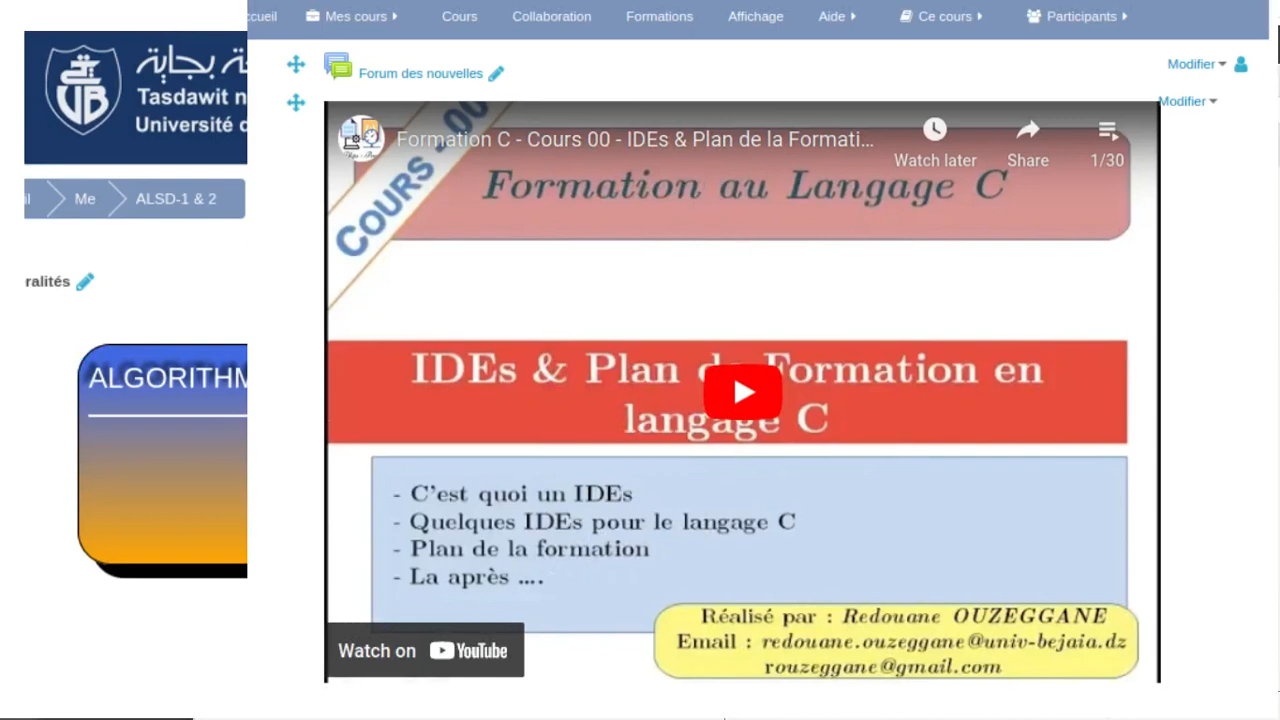 Mes cours
Cours
Collaboration
Formations
Affichage
Aide
Ce cours
Participants
Tasdawit
Université
Me
ALSD-1 & 2
Forum des nouvelles
Modifier
Modifier
Formation C - Cours 00 - IDEs & Plan de la Formati...
Watch later
Share
1/30
COURS - 00
Formation au Langage C
IDEs & Plan de Formation en
langage C
- C'est quoi un IDEs
- Quelques IDEs pour le langage C
- Plan de la formation
- La après ....
Réalisé par : Redouane OUZEGGANE
Email : redouane.ouzeggane@univ-bejaia.dz
rouzeggane@gmail.com
Watch on YouTube
ralités
ALGORITHM